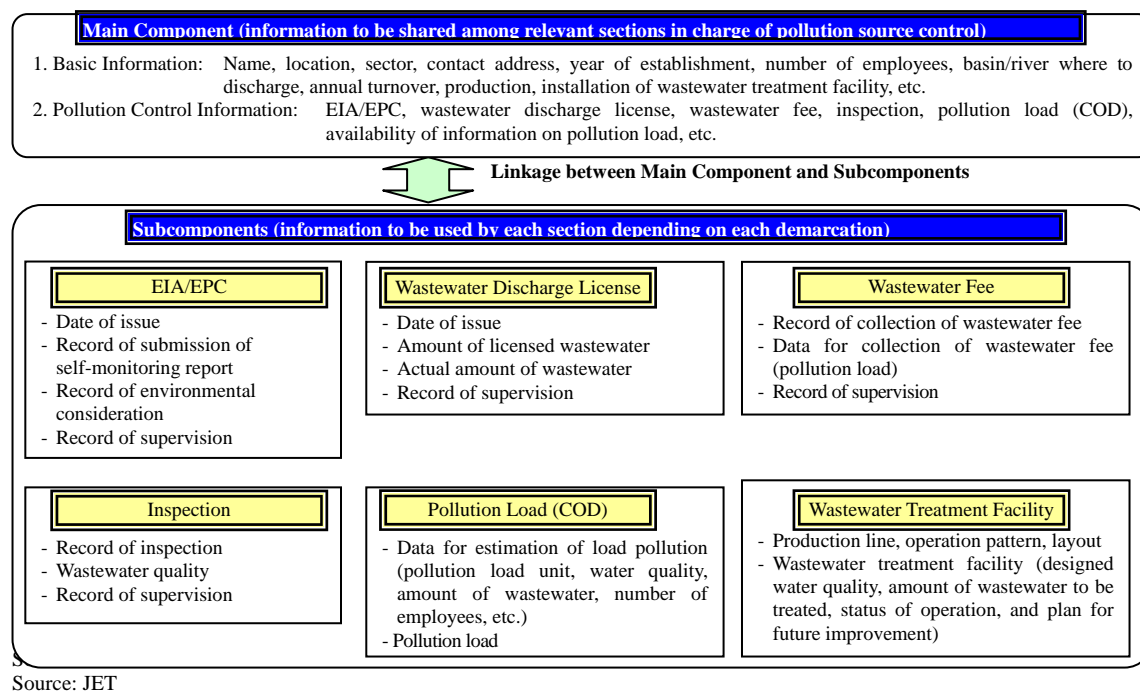 Main Component (information to be shared among relevant sections in charge of pollution source control)
1. Basic Information: Name, location, sector, contact address, year of establishment, number of employees, basin/river where to
discharge, annual turnover, production, installation of wastewater treatment facility, etc.
2. Pollution Control Information: EIA/EPC, wastewater discharge license, wastewater fee, inspection, pollution load (COD),
availability of information on pollution load, etc.
Linkage between Main Component and Subcomponents
Subcomponents (information to be used by each section depending on each demarcation)
EIA/EPC
- Date of issue
- Record of submission of
self-monitoring report
- Record of environmental
consideration
- Record of supervision
Wastewater Discharge License
- Date of issue
- Amount of licensed wastewater
- Actual amount of wastewater
- Record of supervision
Wastewater Fee
- Record of collection of wastewater fee
- Data for collection of wastewater fee
(pollution load)
- Record of supervision
Inspection
- Record of inspection
- Wastewater quality
- Record of supervision
Pollution Load (COD)
- Data for estimation of load pollution
(pollution load unit, water quality,
amount of wastewater, number of
employees, etc.)
- Pollution load
Wastewater Treatment Facility
- Production line, operation pattern, layout
- Wastewater treatment facility (designed
water quality, amount of wastewater to be
treated, status of operation, and plan for
future improvement)
Source: JET